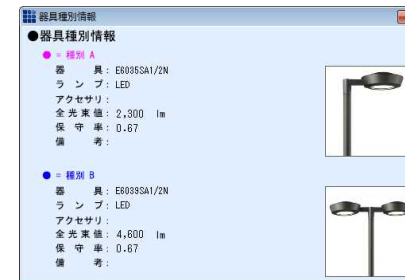 器具種別情報
●器具種別情報
● = 種別 A
器 具: E6035SA1/2N
ラ ン プ: LED
アクセサリ:
全光束値: 2,300 lm
保 守 率: 0.67
備 考:
● = 種別 B
器 具: E6039SA1/2N
ラ ン プ: LED
アクセサリ:
全光束値: 4,600 lm
保 守 率: 0.67
備 考: